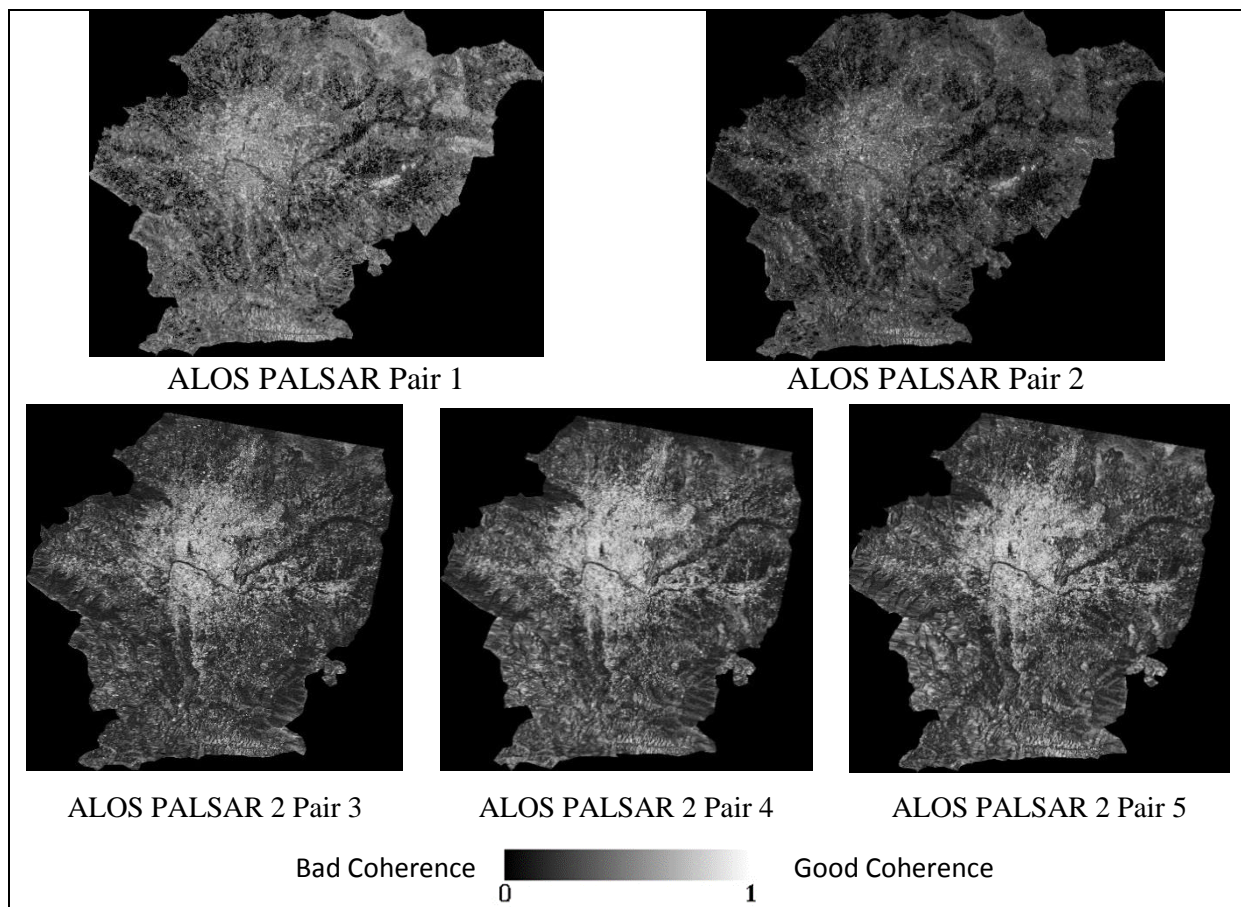 ALOS PALSAR Pair 1
ALOS PALSAR Pair 2
ALOS PALSAR 2 Pair 3
ALOS PALSAR 2 Pair 4
ALOS PALSAR 2 Pair 5
Bad Coherence
Good Coherence
0
1